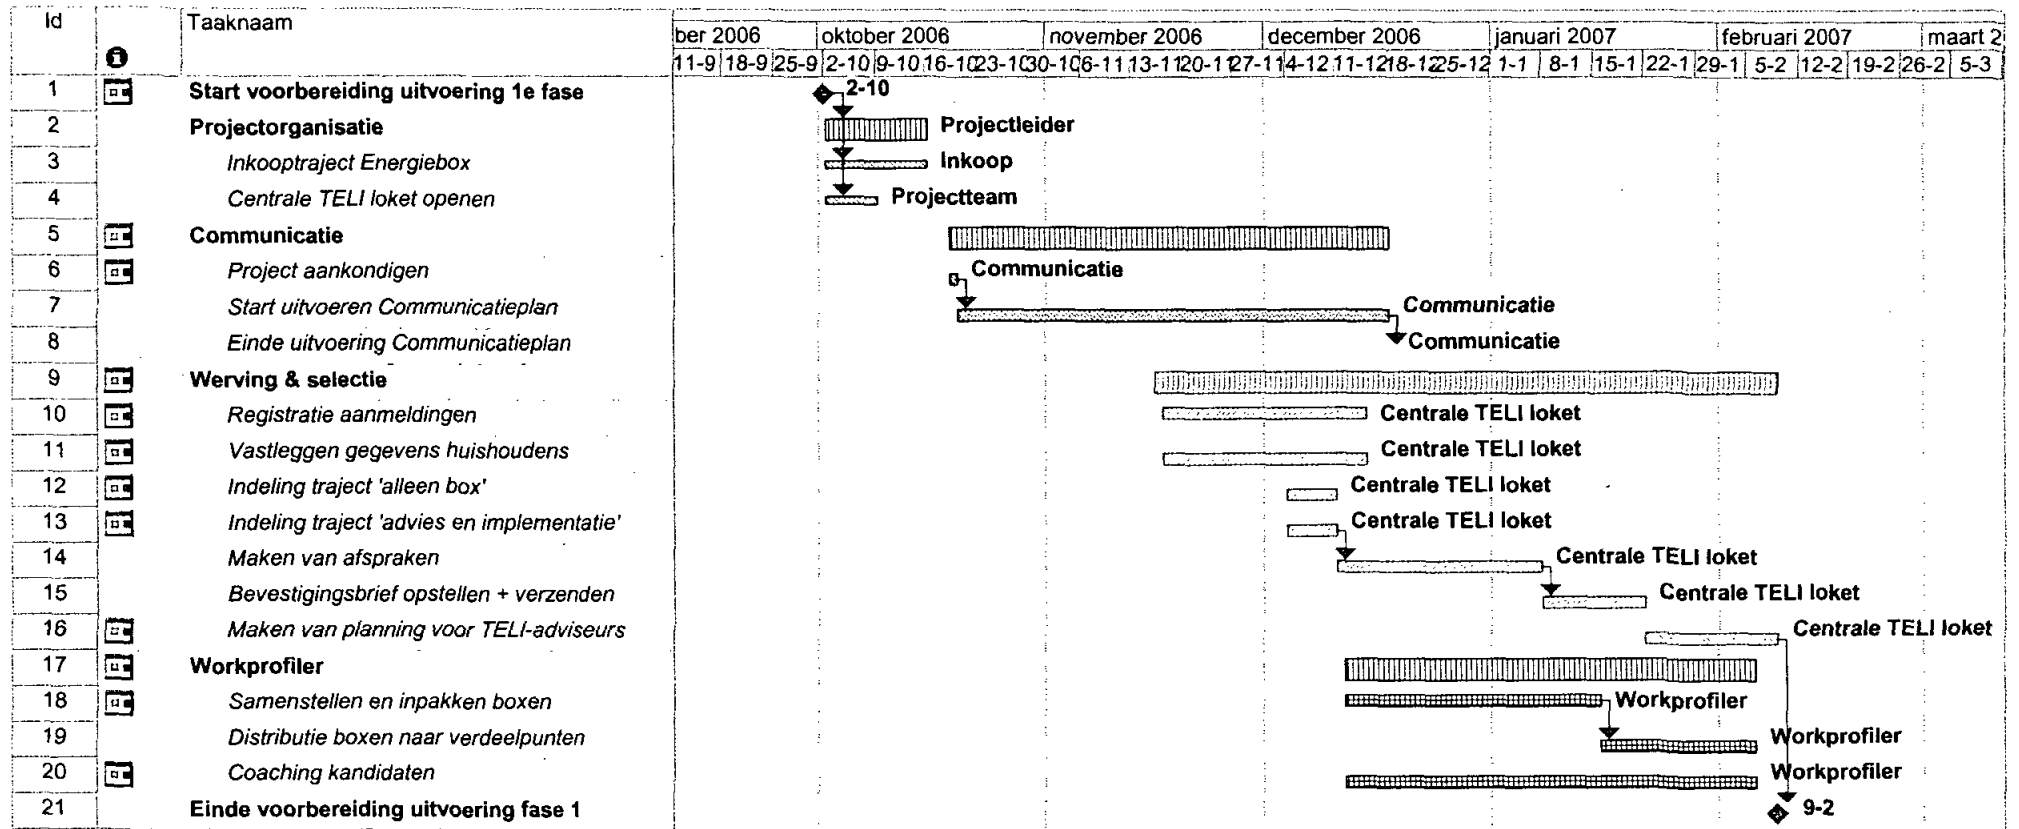 Id Taaknaam
ber 2006 oktober 2006 november 2006 december 2006 januari 2007 februari 2007 maart 2
11-9 18-9 25-9 2-10 9-10 16-10 23-10 30-10 6-11 13-11 20-11 27-11 4-12 11-12 18-12 25-12 1-1 8-1 15-1 22-1 29-1 5-2 12-2 19-2 26-2 5-3
1 Start voorbereiding uitvoering 1e fase 2-10
2 Projectorganisatie Projectleider
3 Inkooptraject Energiebox Inkoop
4 Centrale TELI loket openen Projectteam
5 Communicatie
6 Project aankondigen Communicatie
7 Start uitvoeren Communicatieplan Communicatie
8 Einde uitvoering Communicatieplan Communicatie
9 Werving & selectie
10 Registratie aanmeldingen Centrale TELI loket
11 Vastleggen gegevens huishoudens Centrale TELI loket
12 Indeling traject 'alleen box' Centrale TELI loket
13 Indeling traject 'advies en implementatie' Centrale TELI loket
14 Maken van afspraken Centrale TELI loket
15 Bevestigingsbrief opstellen + verzenden Centrale TELI loket
16 Maken van planning voor TELI-adviseurs Centrale TELI loket
17 Workprofiler
18 Samenstellen en inpakken boxen Workprofiler
19 Distributie boxen naar verdeelpunten Workprofiler
20 Coaching kandidaten Workprofiler
21 Einde voorbereiding uitvoering fase 1 9-2